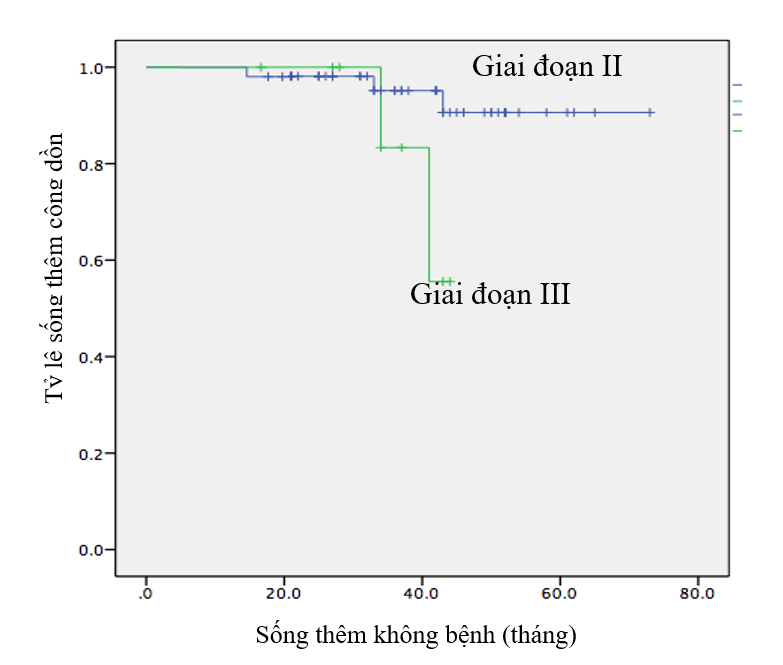 Giai đoạn II
1.0
0.8
0.6
0.4
0.2
0.0
Tỷ lệ sống thêm cộng dồn
Giai đoạn III
.0 20.0 40.0 60.0 80.0
Sống thêm không bệnh (tháng)